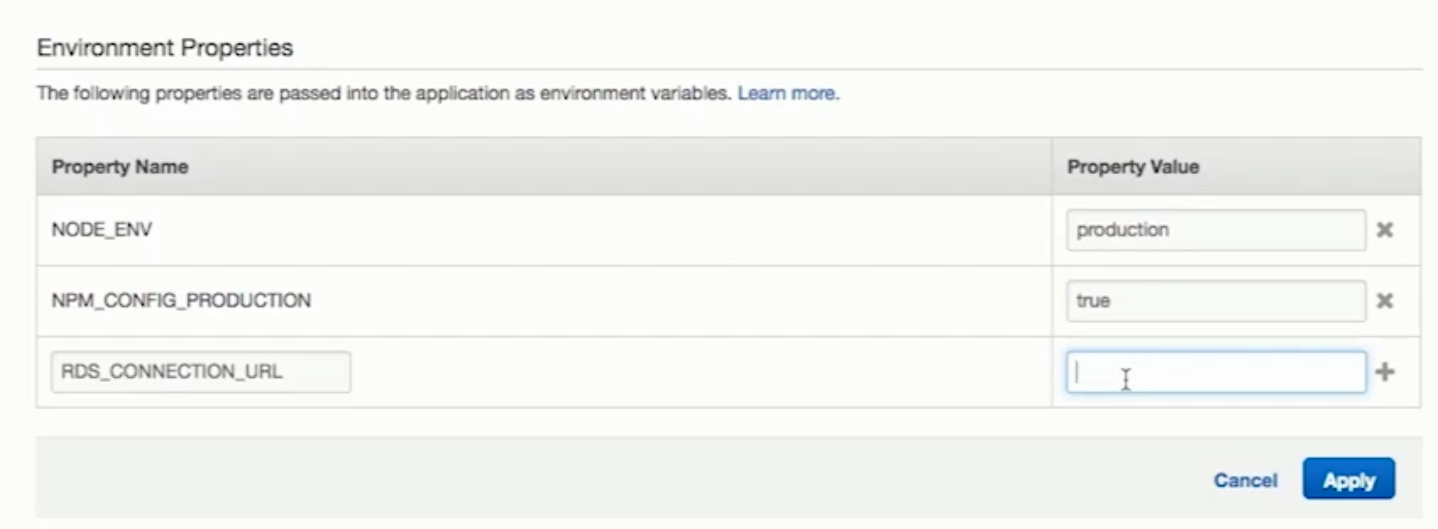 Environment Properties
The following properties are passed into the application as environment variables. Learn more.
Property Name Property Value
NODE_ENV production
NPM_CONFIG_PRODUCTION true
RDS_CONNECTION_URL
Cancel Apply